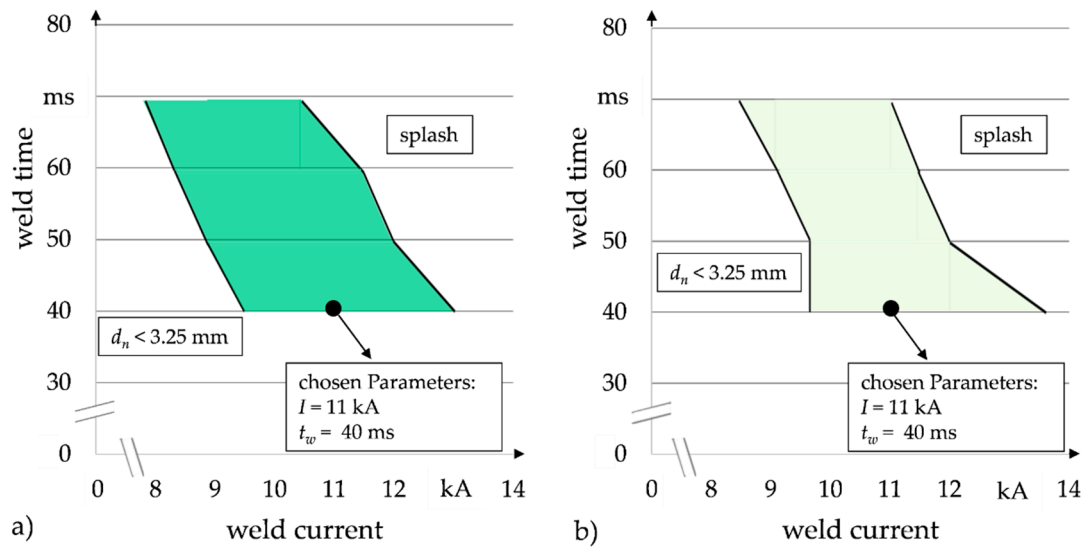 80
ms
60
50
40
30
0
weld time
splash
dₙ < 3.25 mm
chosen Parameters:
I = 11 kA
t_w = 40 ms
0 8 9 10 11 12 kA 14
a) weld current
80
ms
60
50
40
30
0
weld time
splash
dₙ < 3.25 mm
chosen Parameters:
I = 11 kA
t_w = 40 ms
0 8 9 10 11 12 kA 14
b) weld current